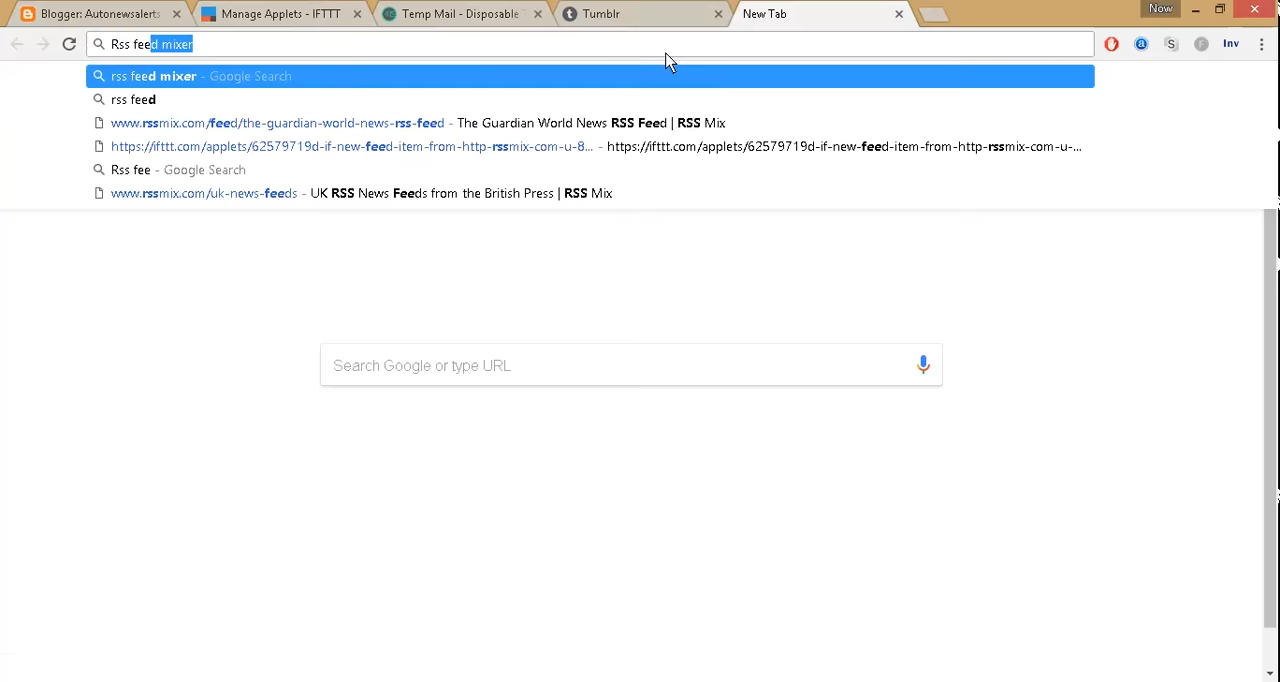 Blogger: Autonewsalerts
Manage Applets - IFTTT
Temp Mail - Disposable
Tumblr
New Tab
Now
Rss feed mixer
a
S
F
Inv
rss feed mixer - Google Search
rss feed
www.rssmix.com/feed/the-guardian-world-news-rss-feed - The Guardian World News RSS Feed | RSS Mix
https://ifttt.com/applets/62579719d-if-new-feed-item-from-http-rssmix-com-u-8... - https://ifttt.com/applets/62579719d-if-new-feed-item-from-http-rssmix-com-u-...
Rss fee - Google Search
www.rssmix.com/uk-news-feeds - UK RSS News Feeds from the British Press | RSS Mix
Search Google or type URL